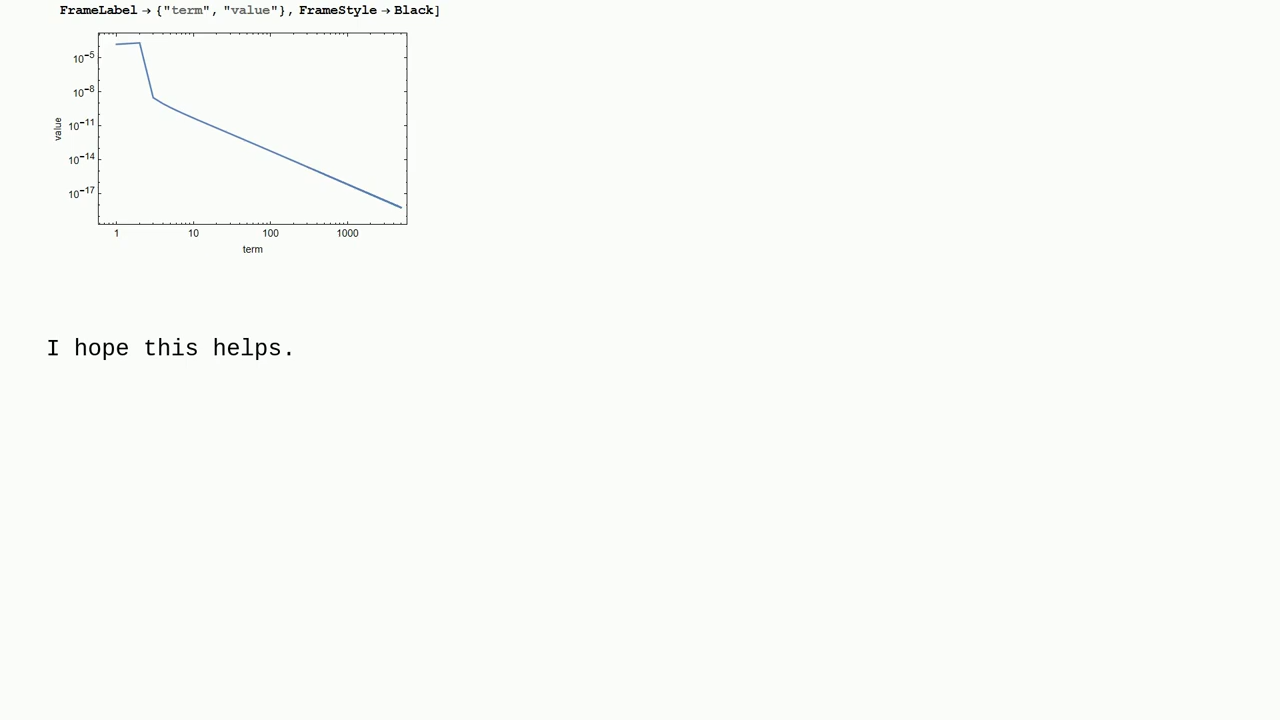 FrameLabel → {"term", "value"}, FrameStyle → Black]
10⁻⁵
10⁻⁸
10⁻¹¹
10⁻¹⁴
10⁻¹⁷
value
1 10 100 1000
term
I hope this helps.